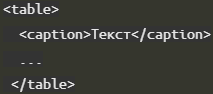 <table>
<caption>Текст</caption>
...
</table>